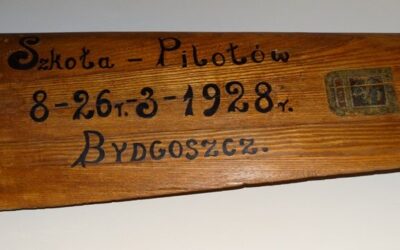 Szkoła - Pilotów
8-26r.-3-1928r.
BYDGOSZCZ.